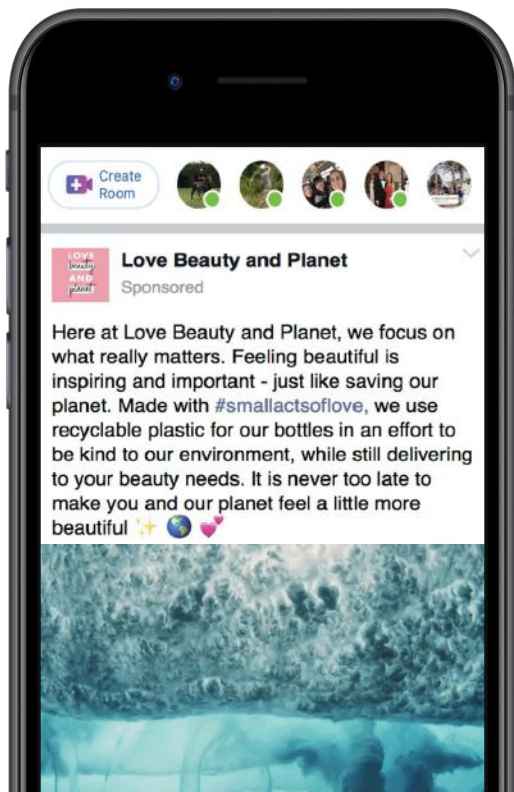 Create
Room
LOVE
beauty
AND
planet
Love Beauty and Planet
Sponsored
Here at Love Beauty and Planet, we focus on
what really matters. Feeling beautiful is
inspiring and important - just like saving our
planet. Made with #smallactsoflove, we use
recyclable plastic for our bottles in an effort to
be kind to our environment, while still delivering
to your beauty needs. It is never too late to
make you and our planet feel a little more
beautiful ✨ 🌎 💕